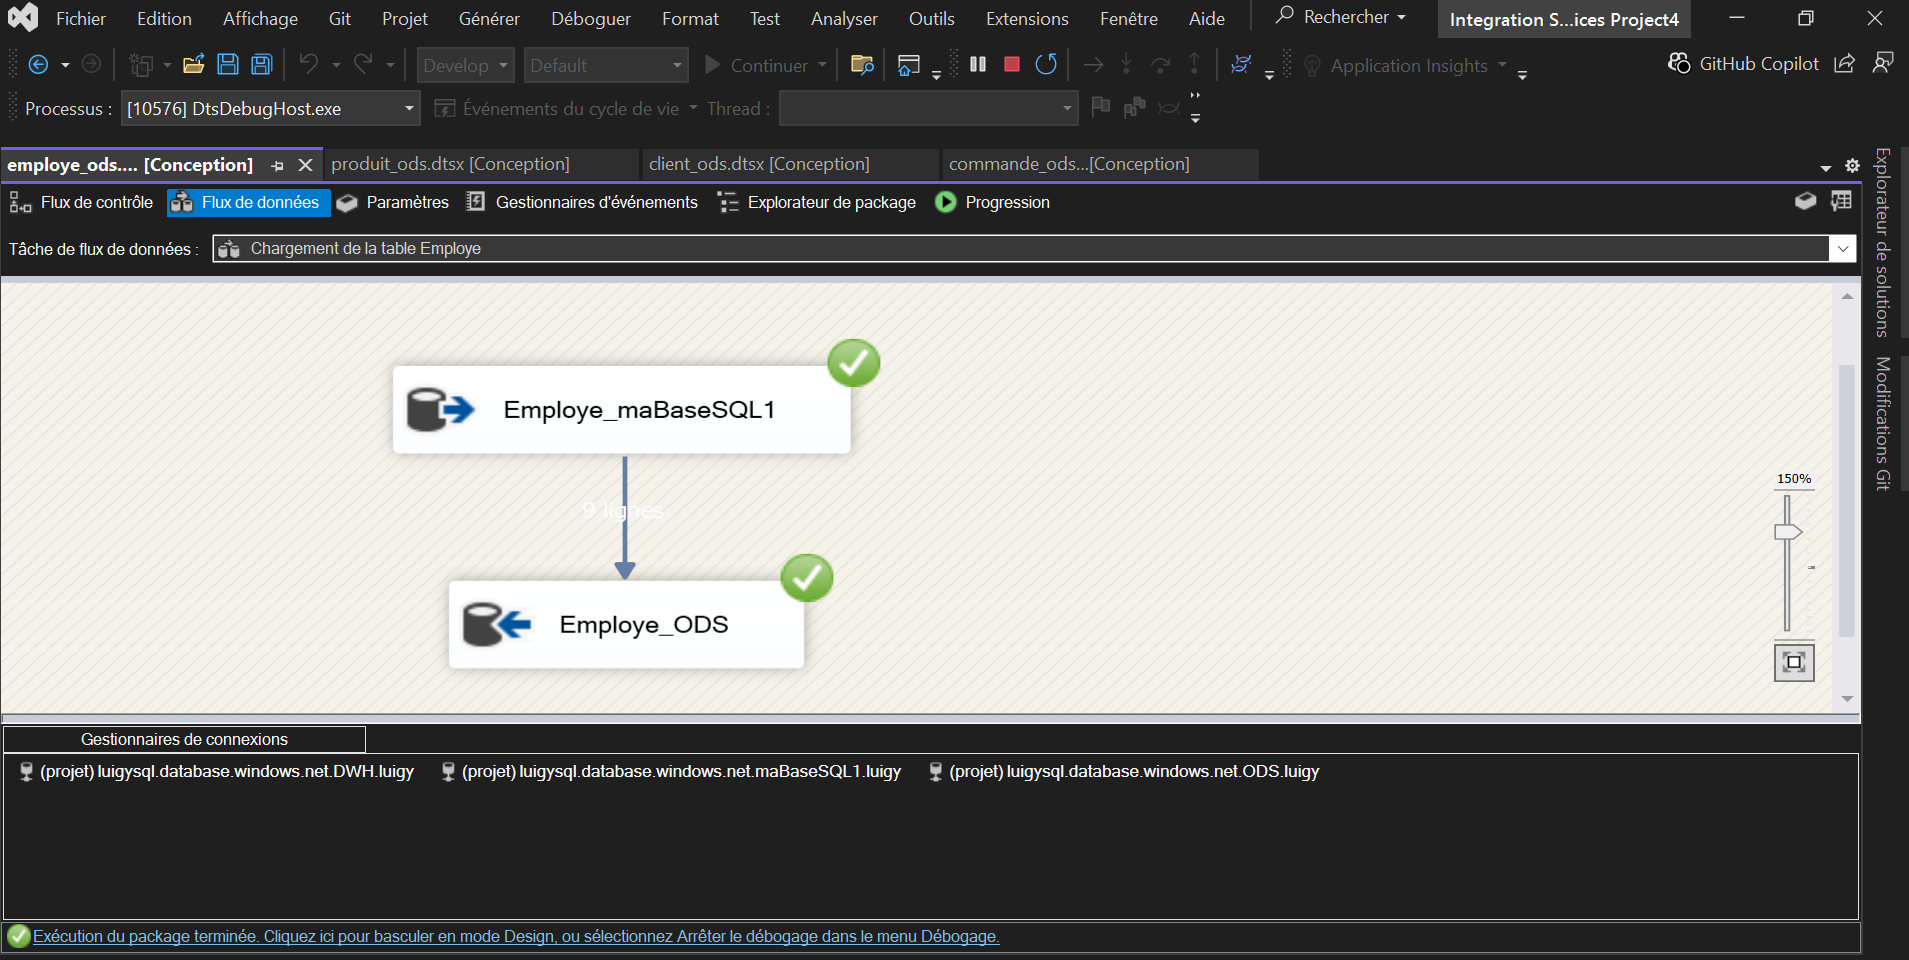 Fichier Edition Affichage Git Projet Générer Déboguer Format Test Analyser Outils Extensions Fenêtre Aide Rechercher Integration S...ices Project4
Develop Default Continuer Application Insights GitHub Copilot
Processus : [10576] DtsDebugHost.exe Événements du cycle de vie Thread :
employe_ods.... [Conception] produit_ods.dtsx [Conception] client_ods.dtsx [Conception] commande_ods...[Conception]
Flux de contrôle Flux de données Paramètres Gestionnaires d'événements Explorateur de package Progression
Tâche de flux de données : Chargement de la table Employe
Explorateur de solutions
Modifications Git
Employe_maBaseSQL1
9 lignes
Employe_ODS
150%
Gestionnaires de connexions
(projet) luigysql.database.windows.net.DWH.luigy (projet) luigysql.database.windows.net.maBaseSQL1.luigy (projet) luigysql.database.windows.net.ODS.luigy
Exécution du package terminée. Cliquez ici pour basculer en mode Design, ou sélectionnez Arrêter le débogage dans le menu Débogage.